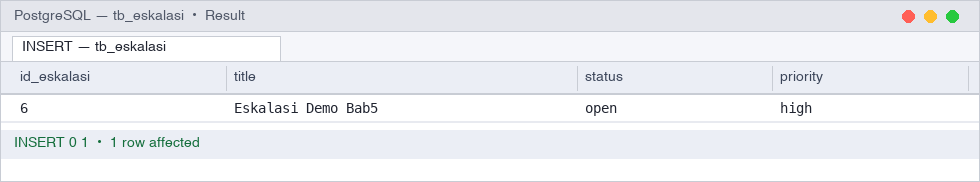 PostgreSQL — tb_eskalasi • Result
INSERT — tb_eskalasi
id_eskalasi title status priority
6 Eskalasi Demo Bab5 open high
INSERT 0 1 • 1 row affected